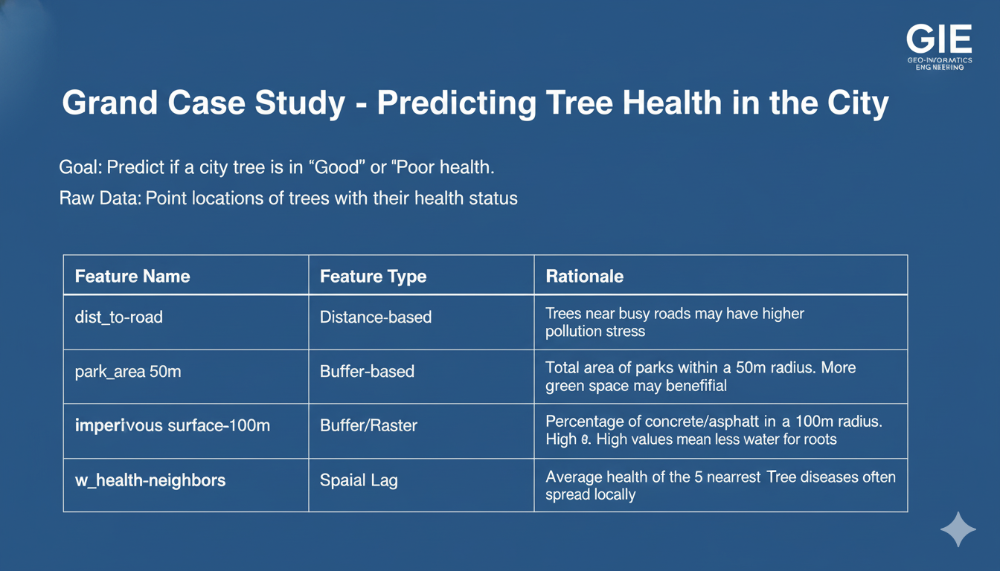 GIE
GEO-INFORMATICS
ENGINEERING
Grand Case Study - Predicting Tree Health in the City
Goal: Predict if a city tree is in “Good” or "Poor health.
Raw Data: Point locations of trees with their health status
Feature Name
Feature Type
Rationale
dist_to-road
Distance-based
Trees near busy roads may have higher
pollution stress
park_area 50m
Buffer-based
Total area of parks within a 50m radius. More
green space may benefifial
imperivous surface-100m
Buffer/Raster
Percentage of concrete/asphatt in a 100m radius.
High. High values mean less water for roots
w_health-neighbors
Spaial Lag
Average health of the 5 nearrest Tree diseases often
spread locally